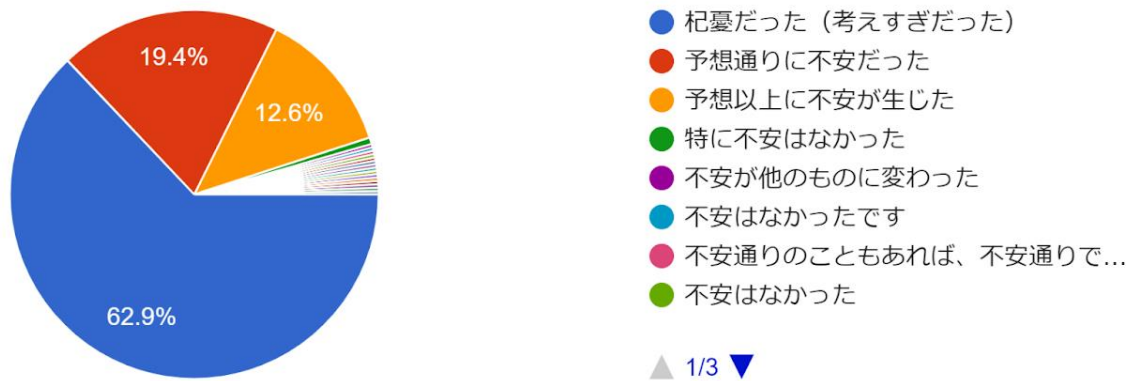 19.4%
12.6%
62.9%
杞憂だった（考えすぎだった）
予想通りに不安だった
予想以上に不安が生じた
特に不安はなかった
不安が他のものに変わった
不安はなかったです
不安通りのこともあれば、不安通りで...
不安はなかった
1/3